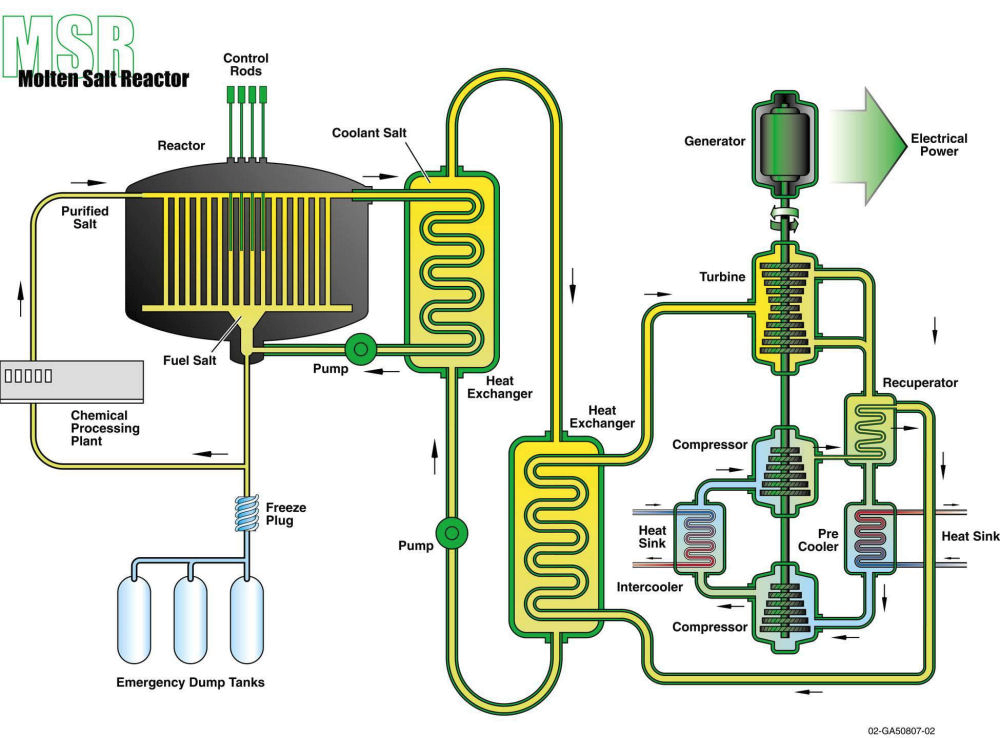 MSR
Molten Salt Reactor
Control
Rods
Reactor
Coolant Salt
Generator
Electrical
Power
Purified
Salt
Turbine
Fuel Salt
Pump
Heat
Exchanger
Recuperator
Chemical
Processing
Plant
Heat
Exchanger
Compressor
Freeze
Plug
Pump
Heat
Sink
Pre
Cooler
Heat Sink
Intercooler
Compressor
Emergency Dump Tanks
02-GA50807-02